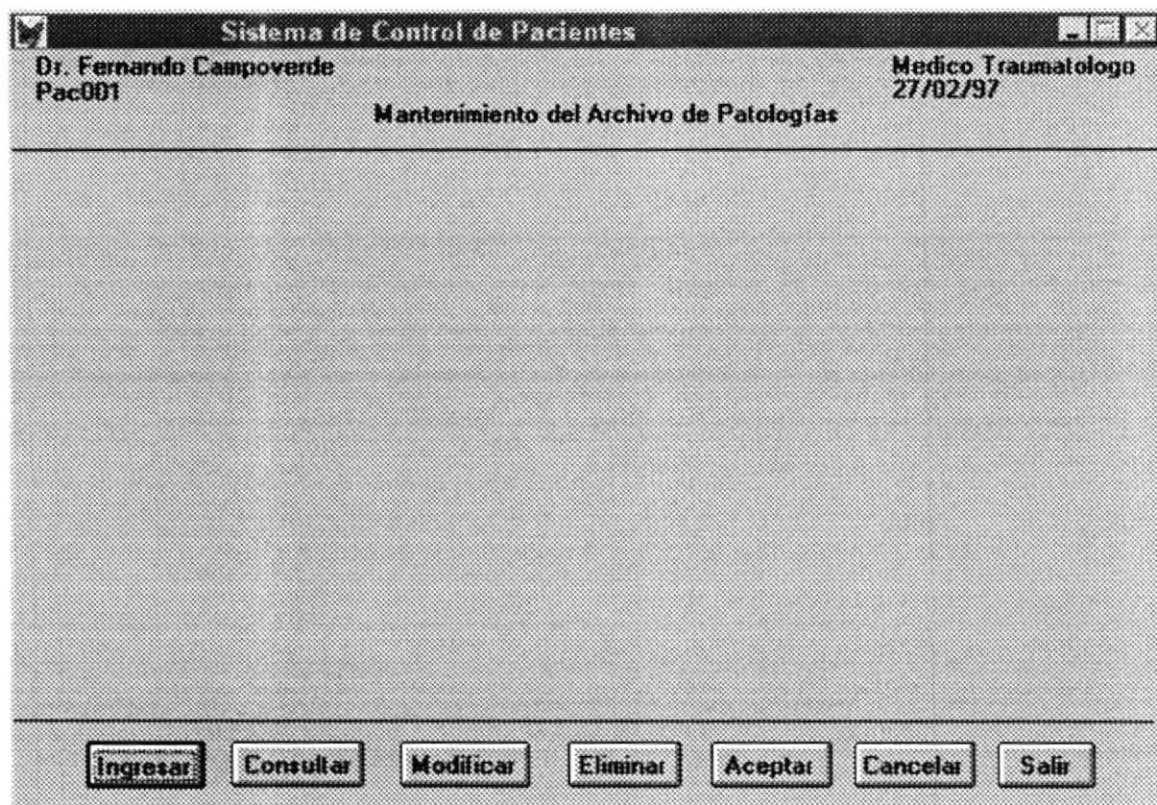 Sistema de Control de Pacientes
Dr. Fernando Campoverde
Medico Traumatologo
Pac001
27/02/97
Mantenimiento del Archivo de Patologías
Ingresar Consultar Modificar Eliminar Aceptar Cancelar Salir